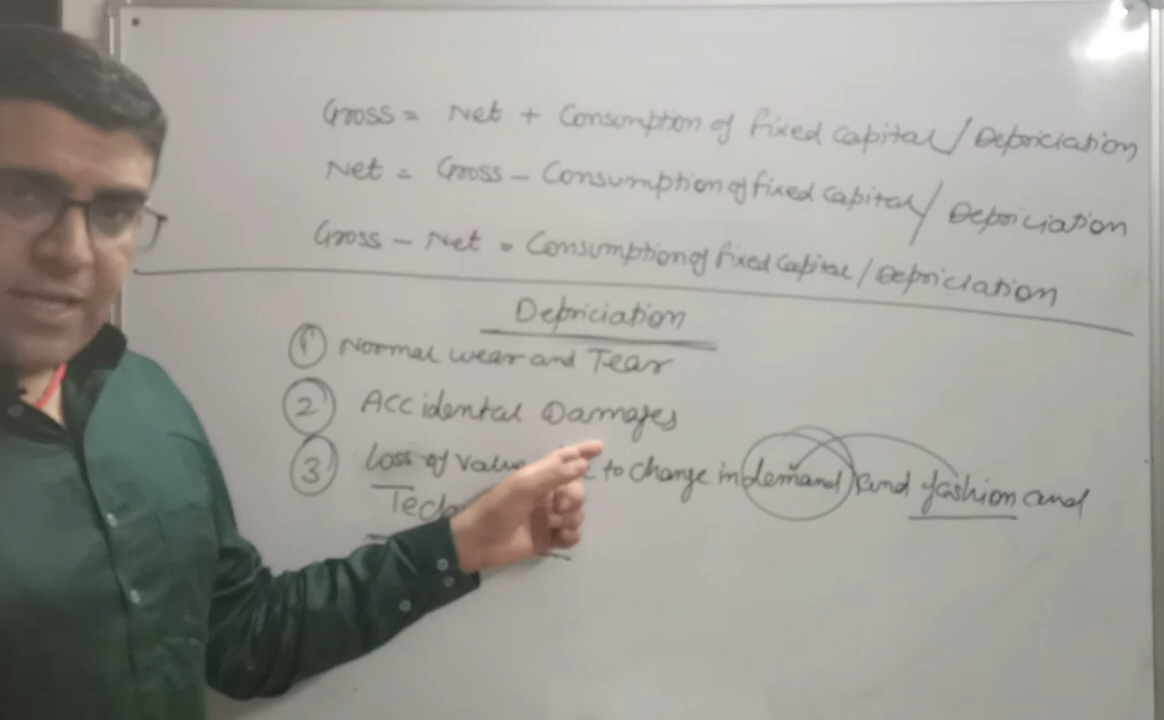 Gross = Net + Consumption of fixed capital / Depriciation
Net = Gross - Consumption of fixed capital / Depriciation
Gross - Net = Consumption of fixed capital / Depriciation
Depriciation
① Normal wear and Tear
② Accidental Damages
③ Loss of to change in demand and fashion and